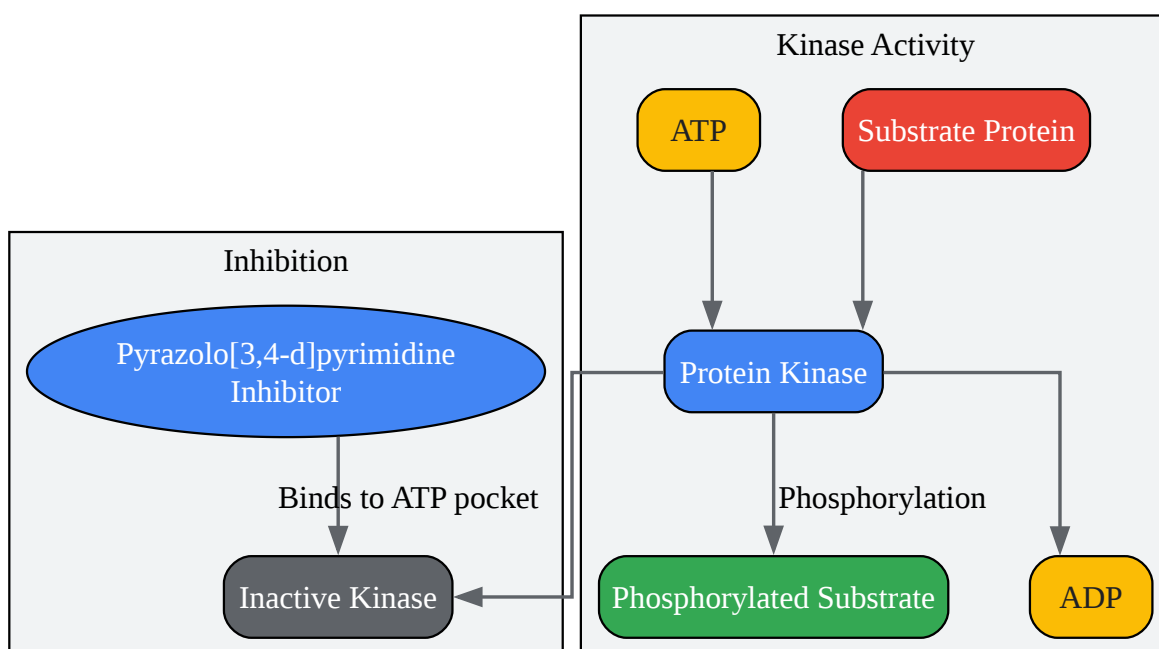 Kinase Activity
ATP
Substrate Protein
Inhibition
Pyrazolo[3,4-d]pyrimidine
Inhibitor
Protein Kinase
Binds to ATP pocket
Phosphorylation
Inactive Kinase
Phosphorylated Substrate
ADP